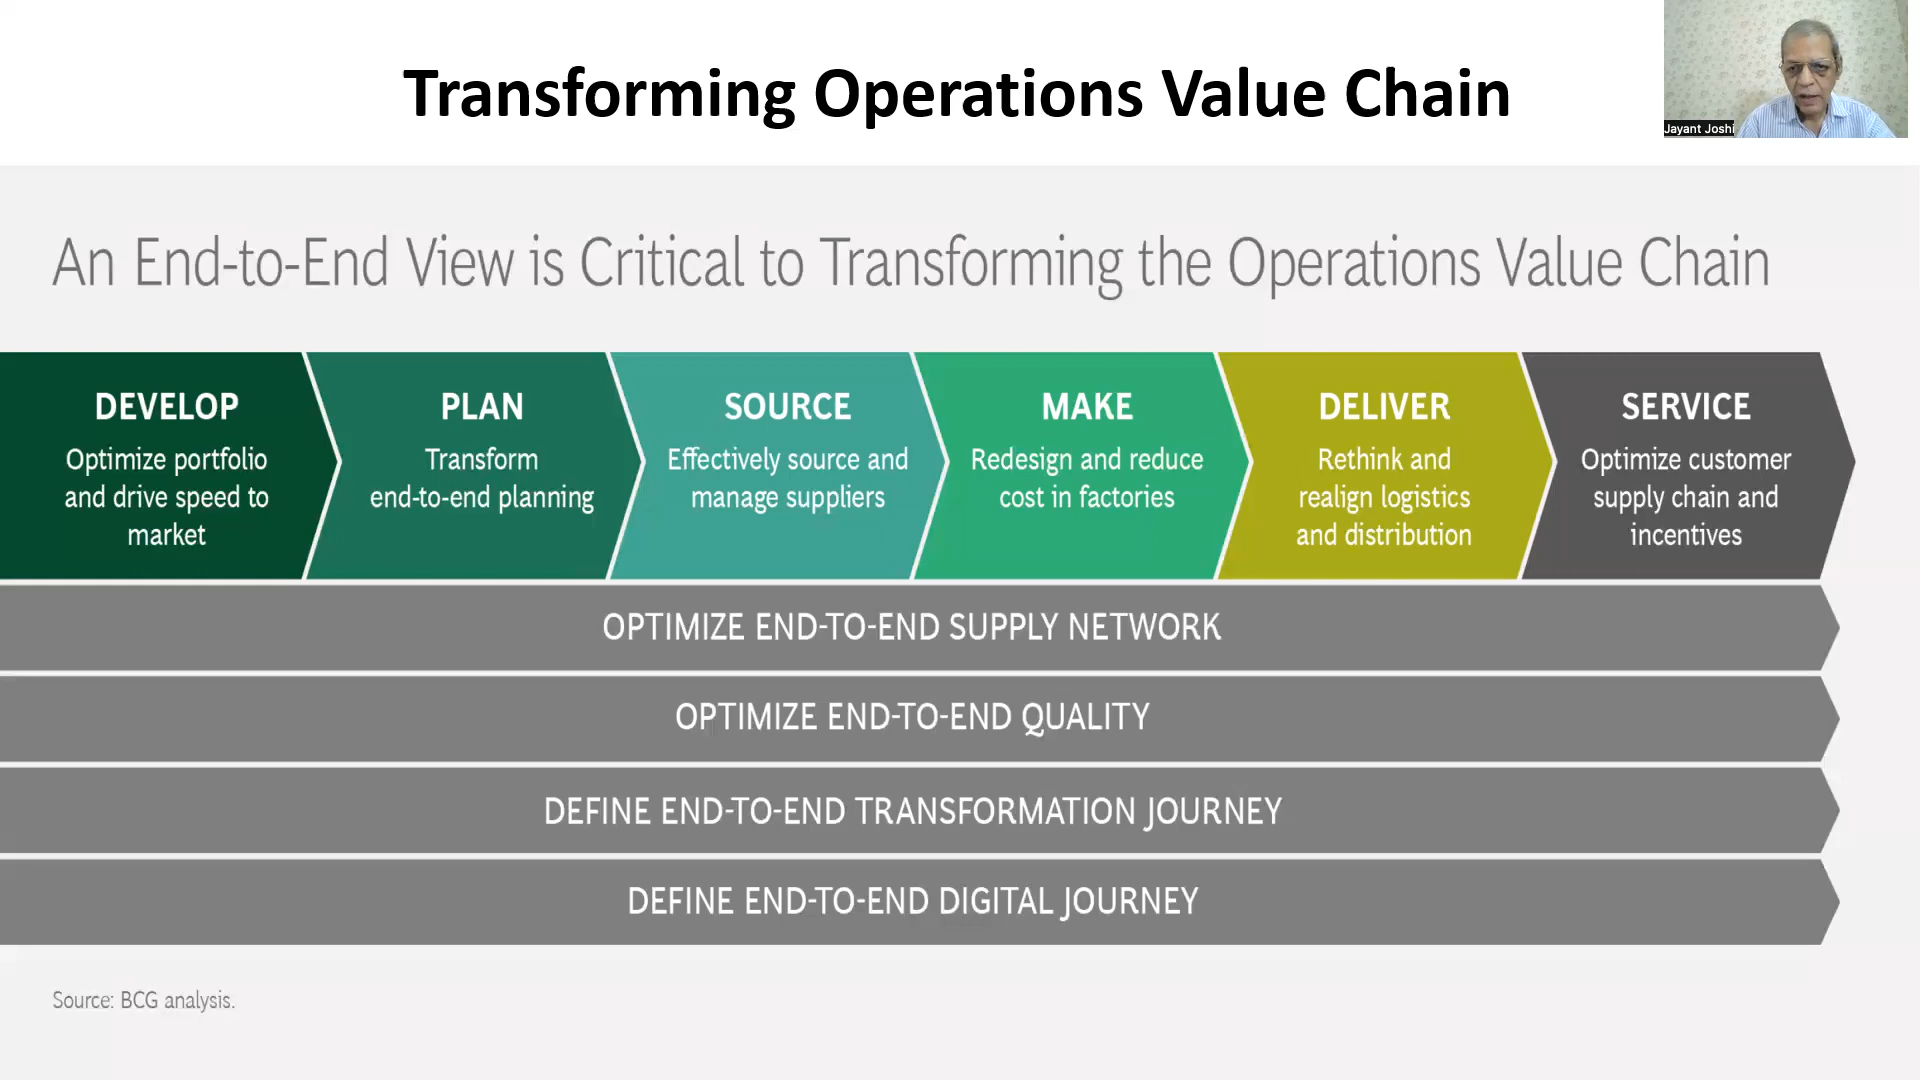 Transforming Operations Value Chain
Jayant Joshi
An End-to-End View is Critical to Transforming the Operations Value Chain
DEVELOP
Optimize portfolio
and drive speed to
market
PLAN
Transform
end-to-end planning
SOURCE
Effectively source and
manage suppliers
MAKE
Redesign and reduce
cost in factories
DELIVER
Rethink and
realign logistics
and distribution
SERVICE
Optimize customer
supply chain and
incentives
OPTIMIZE END-TO-END SUPPLY NETWORK
OPTIMIZE END-TO-END QUALITY
DEFINE END-TO-END TRANSFORMATION JOURNEY
DEFINE END-TO-END DIGITAL JOURNEY
Source: BCG analysis.